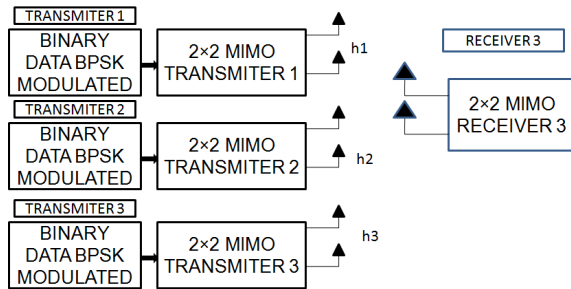 TRANSMITER 1
BINARY
DATA BPSK
MODULATED
2×2 MIMO
TRANSMITER 1
h1
TRANSMITER 2
BINARY
DATA BPSK
MODULATED
2×2 MIMO
TRANSMITER 2
h2
TRANSMITER 3
BINARY
DATA BPSK
MODULATED
2×2 MIMO
TRANSMITER 3
h3
RECEIVER 3
2×2 MIMO
RECEIVER 3